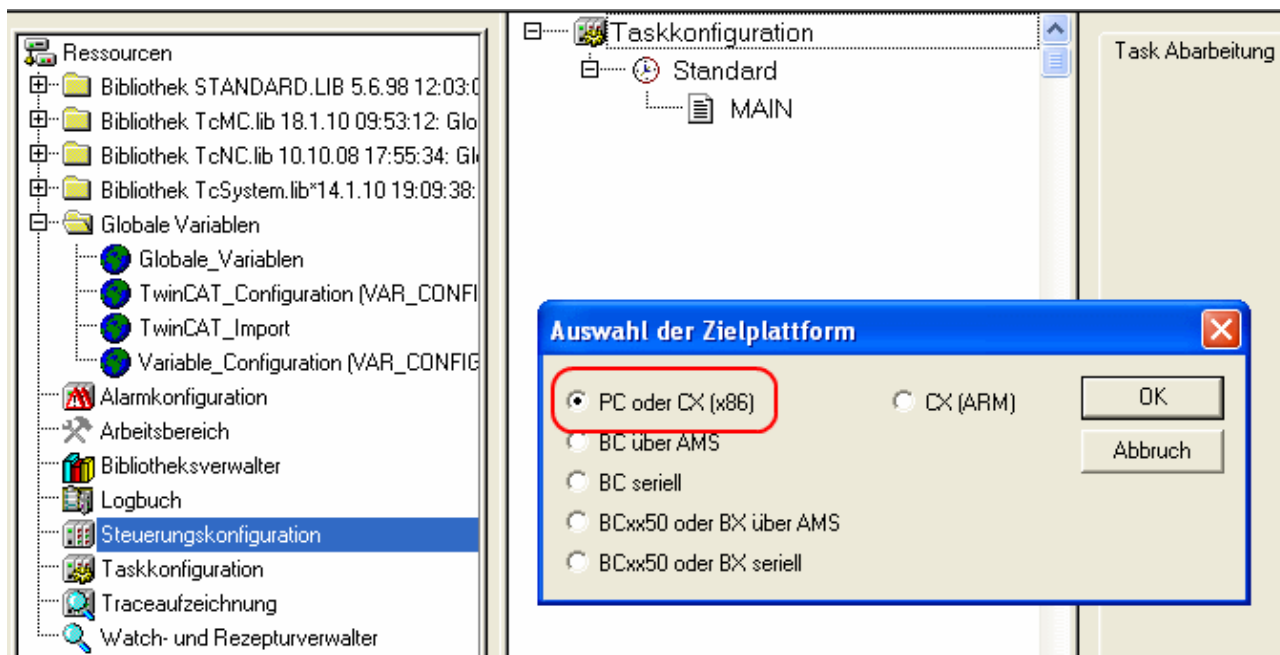 Ressourcen
Bibliothek STANDARD.LIB 5.6.98 12:03:0
Bibliothek TcMC.lib 18.1.10 09:53:12: Glo
Bibliothek TcNC.lib 10.10.08 17:55:34: Gl
Bibliothek TcSystem.lib*14.1.10 19:09:38:
Globale Variablen
Globale_Variablen
TwinCAT_Configuration (VAR_CONFI
TwinCAT_Import
Variable_Configuration (VAR_CONFIG
Alarmkonfiguration
Arbeitsbereich
Bibliotheksverwalter
Logbuch
Steuerungskonfiguration
Taskkonfiguration
Traceaufzeichnung
Watch- und Rezepturverwalter
Taskkonfiguration
Standard
MAIN
Task Abarbeitung
Auswahl der Zielplattform
PC oder CX (x86)
CX (ARM)
OK
BC über AMS
Abbruch
BC seriell
BCxx50 oder BX über AMS
BCxx50 oder BX seriell